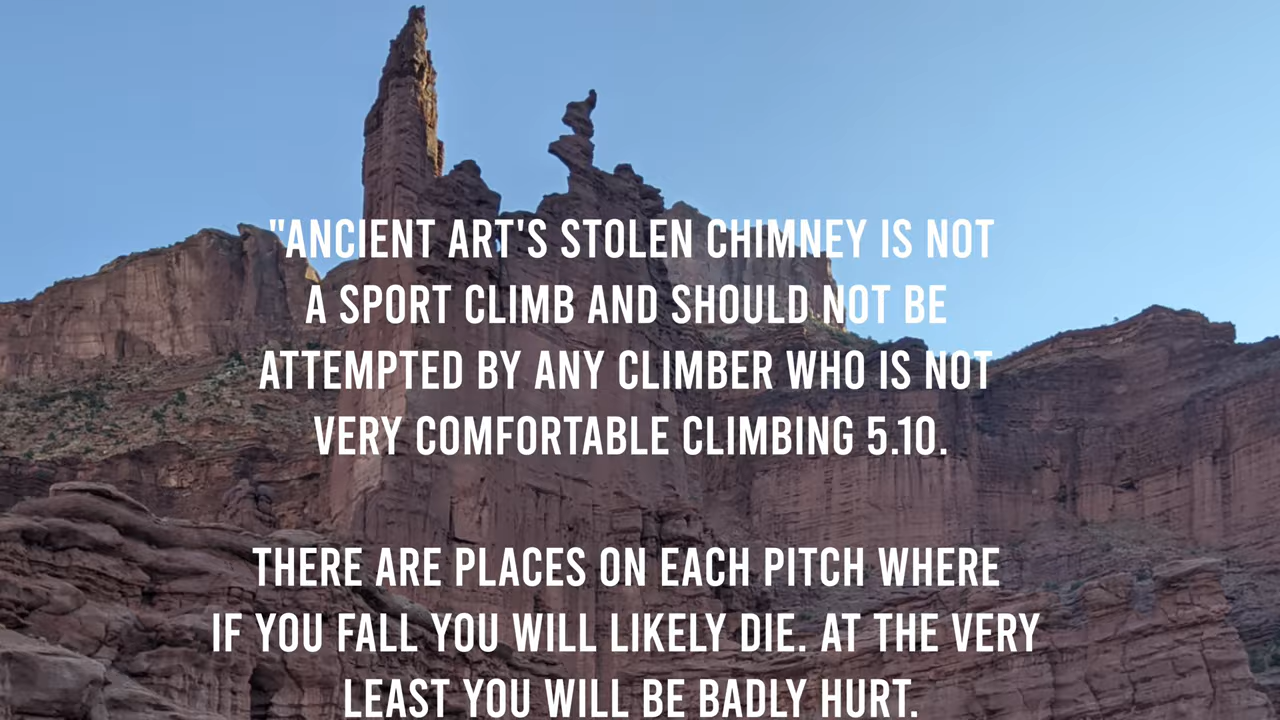 "ANCIENT ART'S STOLEN CHIMNEY IS NOT
A SPORT CLIMB AND SHOULD NOT BE
ATTEMPTED BY ANY CLIMBER WHO IS NOT
VERY COMFORTABLE CLIMBING 5.10.
THERE ARE PLACES ON EACH PITCH WHERE
IF YOU FALL YOU WILL LIKELY DIE. AT THE VERY
LEAST YOU WILL BE BADLY HURT.